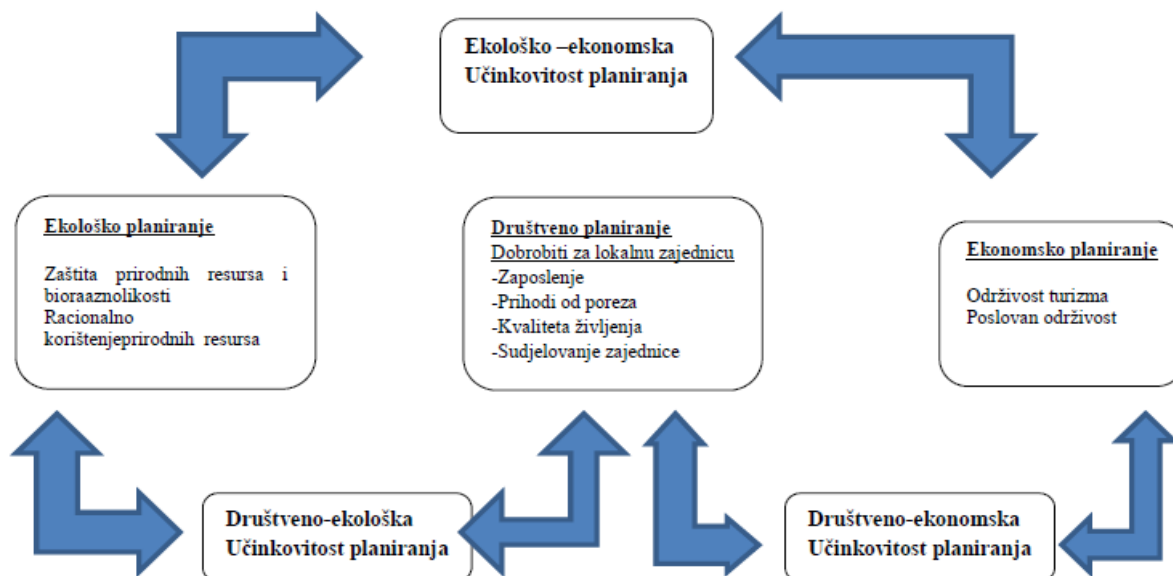 Ekološko –ekonomska
Učinkovitost planiranja
Ekološko planiranje
Zaštita prirodnih resursa i
bioraaznolikosti
Racionalno
korištenjeprirodnih resursa
Društveno planiranje
Dobrobiti za lokalnu zajednicu
-Zaposlenje
-Prihodi od poreza
-Kvaliteta življenja
-Sudjelovanje zajednice
Ekonomsko planiranje
Održivost turizma
Poslovan održivost
Društveno-ekološka
Učinkovitost planiranja
Društveno-ekonomska
Učinkovitost planiranja